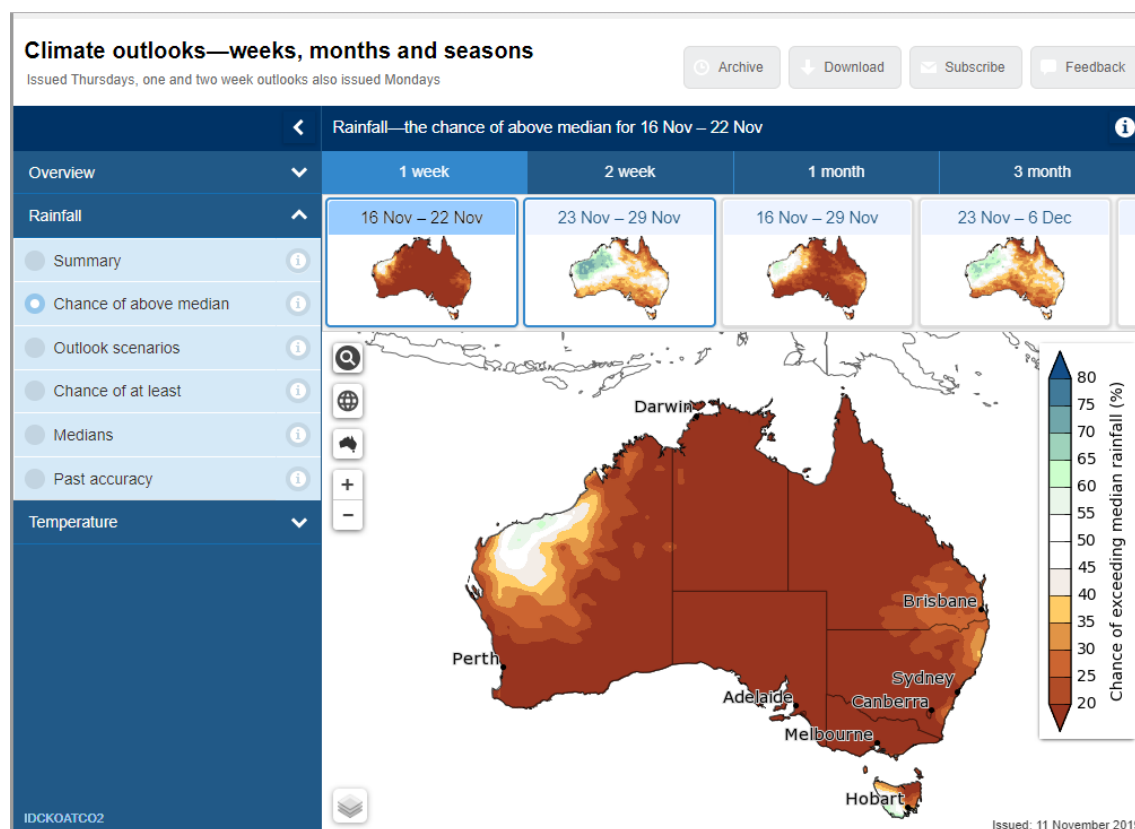 Climate outlooks—weeks, months and seasons
Issued Thursdays, one and two week outlooks also issued Mondays
Archive
Download
Subscribe
Feedback
Rainfall—the chance of above median for 16 Nov – 22 Nov
Overview
Rainfall
Summary
Chance of above median
Outlook scenarios
Chance of at least
Medians
Past accuracy
Temperature
IDCKOATCO2
1 week
2 week
1 month
3 month
16 Nov – 22 Nov
23 Nov – 29 Nov
16 Nov – 29 Nov
23 Nov – 6 Dec
+
−
Darwin
Brisbane
Perth
Sydney
Adelaide
Canberra
Melbourne
Hobart
80
75
70
65
60
55
50
45
40
35
30
25
20
Chance of exceeding median rainfall (%)
Issued: 11 November 2019